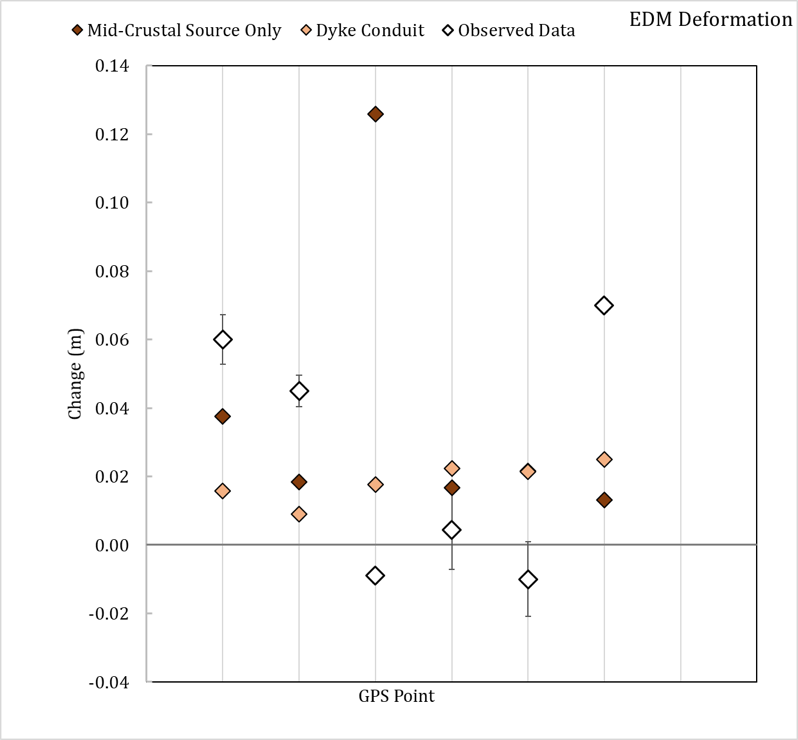 EDM Deformation
Mid-Crustal Source Only Dyke Conduit Observed Data
0.14
0.12
0.10
0.08
0.06
0.04
0.02
0.00
-0.02
-0.04
Change (m)
GPS Point